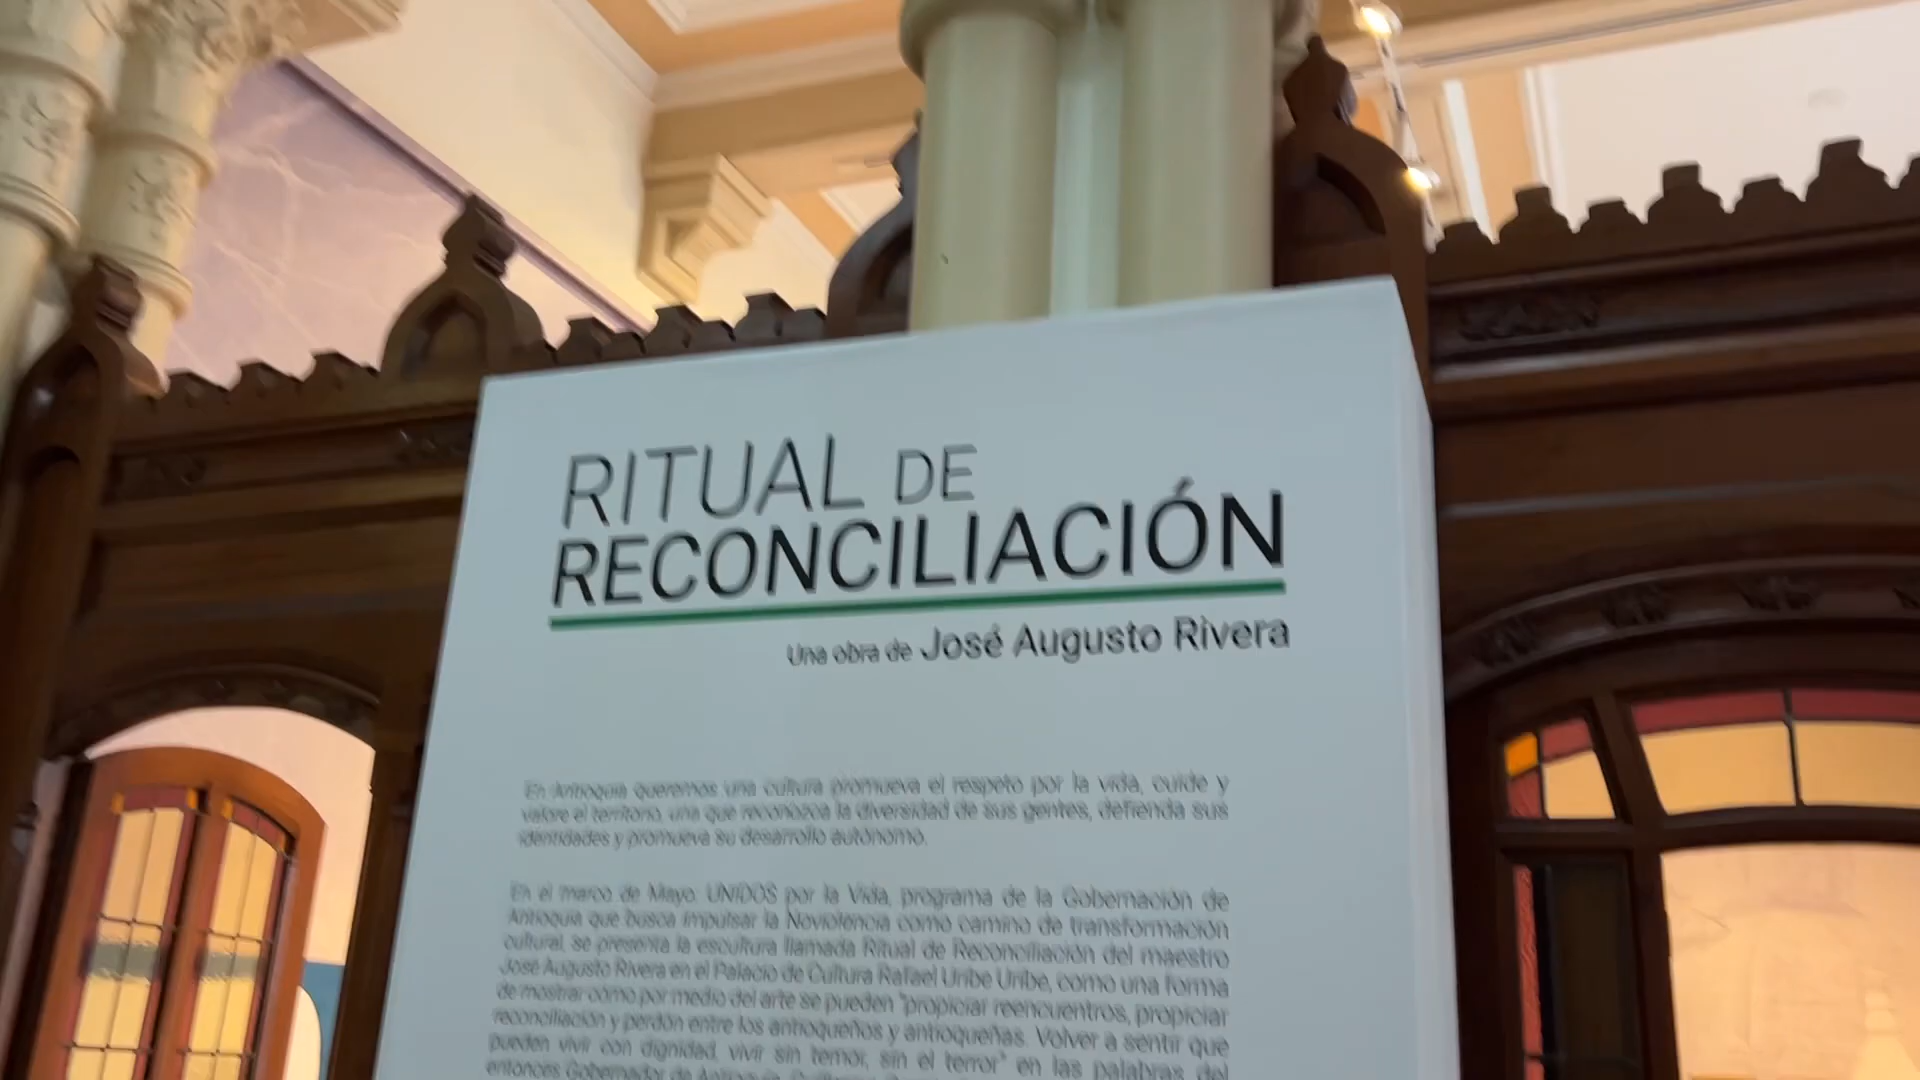 RITUAL DE
RECONCILIACIÓN
Una obra de José Augusto Rivera
En Antioquia queremos una cultura promueva el respeto por la vida, cuide y
valore el territorio, una que reconozca la diversidad de sus gentes, defienda sus
identidades y promueva su desarrollo autónomo.
En el marco de Mayo, UNIDOS por la Vida, programa de la Gobernación de
Antioquia que busca impulsar la Noviolencia como camino de transformación
cultural, se presenta la escultura llamada Ritual de Reconciliación del maestro
José Augusto Rivera en el Palacio de Cultura Rafael Uribe Uribe, como una forma
de mostrar cómo por medio del arte se pueden "propiciar reencuentros, propiciar
reconciliación y perdón entre los antioqueños y antioqueñas. Volver a sentir que
pueden vivir con dignidad, vivir sin temor, sin el terror" en las palabras del
entonces Gobernador de Antioquia,